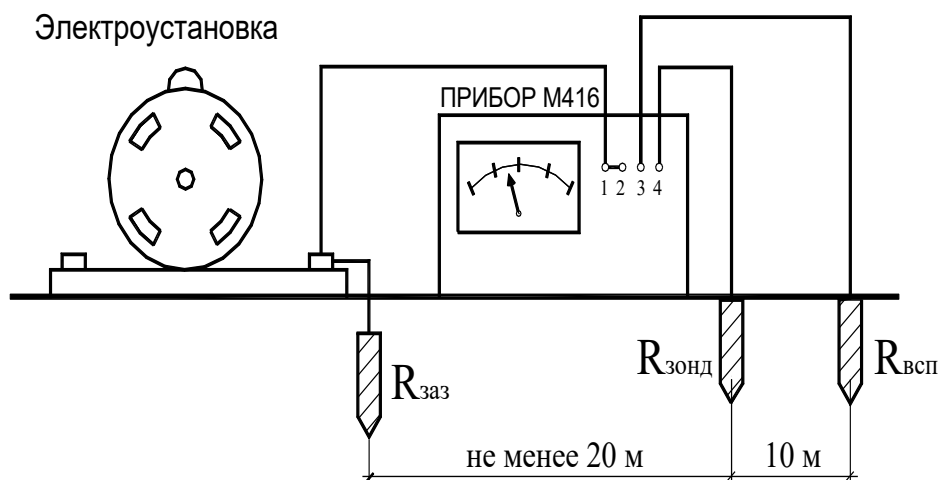 Электроустановка
ПРИБОР М416
1 2 3 4
Rзаз
Rзонд
Rвсп
не менее 20 м
10 м